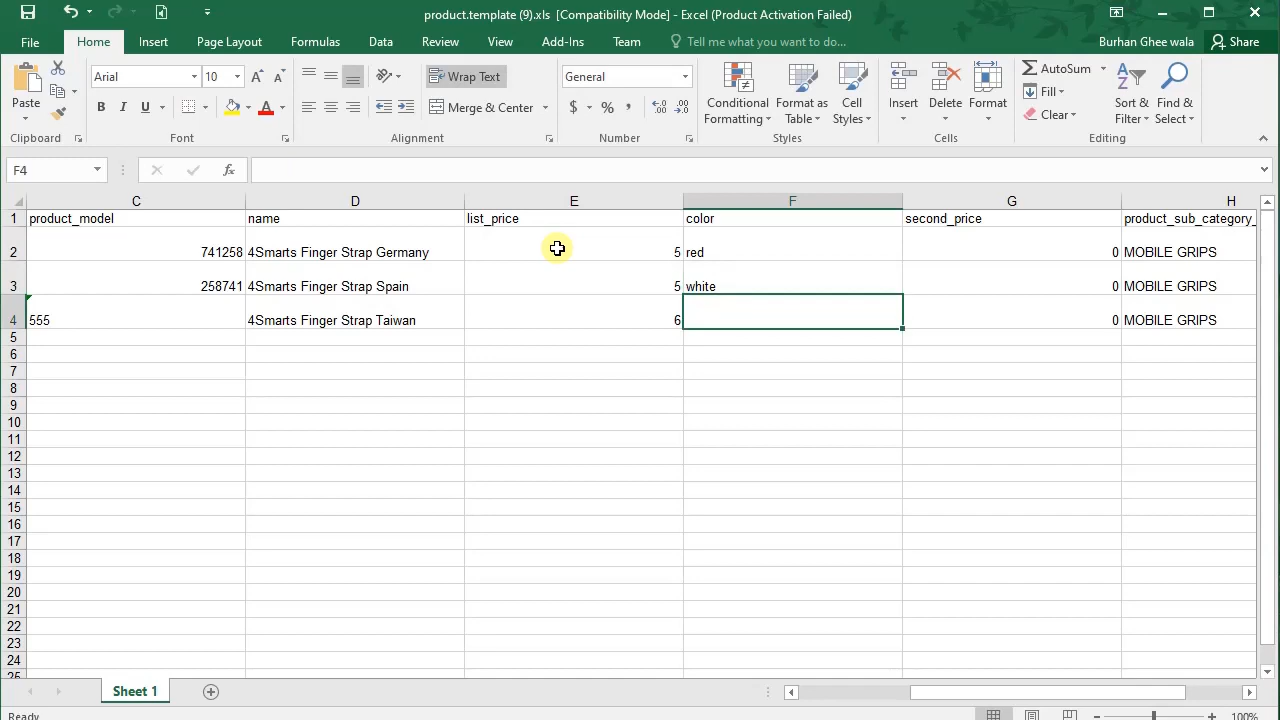 product.template (9).xls [Compatibility Mode] - Excel (Product Activation Failed)
File Home Insert Page Layout Formulas Data Review View Add-Ins Team Tell me what you want to do... Burhan Ghee wala Share
Paste Arial 10 Wrap Text General Conditional Formatting Format as Table Cell Styles Insert Delete Format AutoSum Sort & Filter Find & Select
B I U A Merge & Center $ % , Fill
Clear
Clipboard Font Alignment Number Styles Cells Editing
F4 fx
C D E F G H
1 product_model name list_price color second_price product_sub_category_
2 741258 4Smarts Finger Strap Germany 5 red 0 MOBILE GRIPS
3 258741 4Smarts Finger Strap Spain 5 white 0 MOBILE GRIPS
4 555 4Smarts Finger Strap Taiwan 6 0 MOBILE GRIPS
5
6
7
8
9
10
11
12
13
14
15
16
17
18
19
20
21
22
23
24
25
Sheet 1
Ready 100%